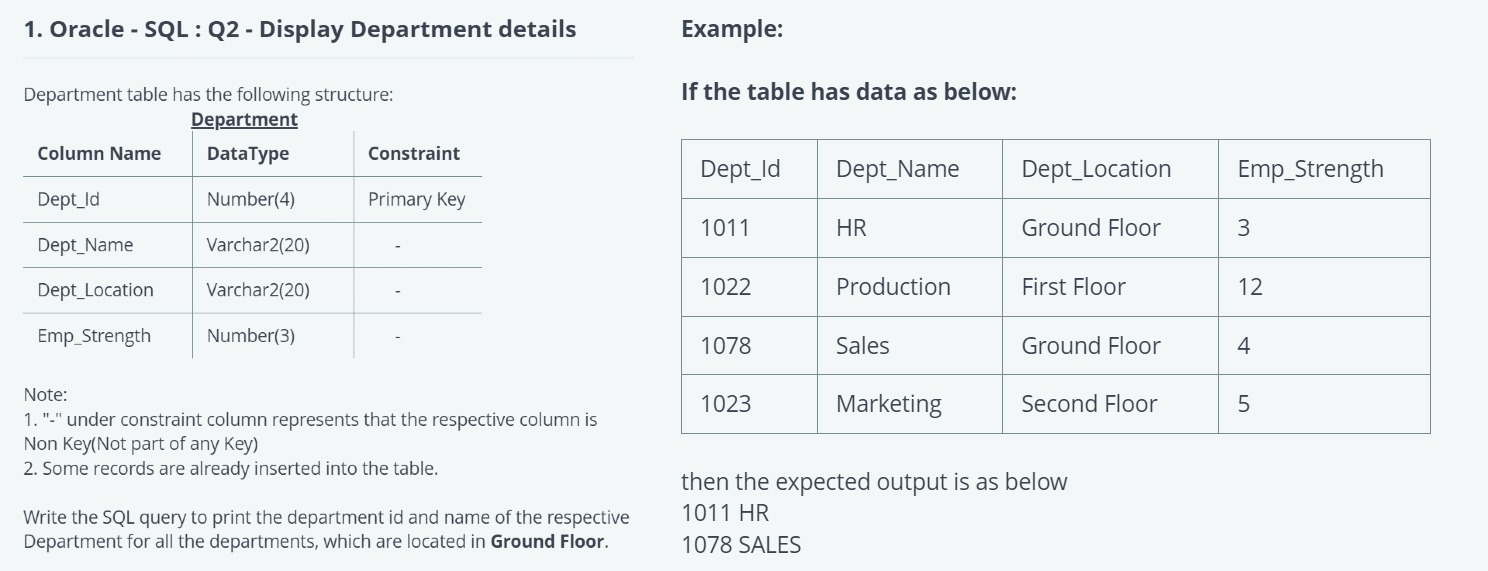 1. Oracle - SQL : Q2 - Display Department details
Department table has the following structure:
Department
Column Name DataType Constraint
Dept_Id Number(4) Primary Key
Dept_Name Varchar2(20) -
Dept_Location Varchar2(20) -
Emp_Strength Number(3) -
Note:
1. "-" under constraint column represents that the respective column is
Non Key(Not part of any Key)
2. Some records are already inserted into the table.
Write the SQL query to print the department id and name of the respective
Department for all the departments, which are located in Ground Floor.
Example:
If the table has data as below:
Dept_Id Dept_Name Dept_Location Emp_Strength
1011 HR Ground Floor 3
1022 Production First Floor 12
1078 Sales Ground Floor 4
1023 Marketing Second Floor 5
then the expected output is as below
1011 HR
1078 SALES